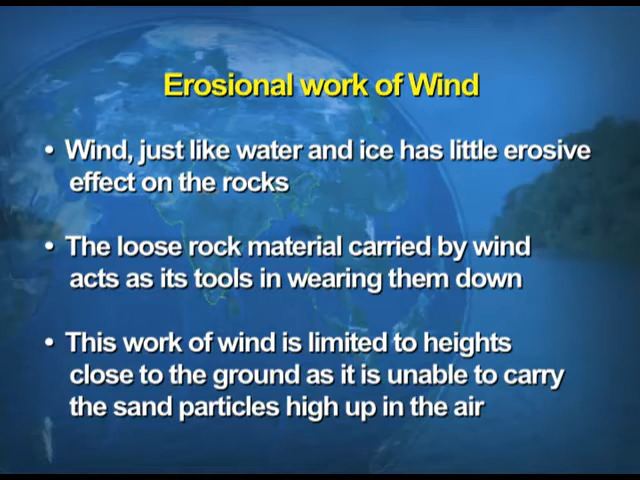 Erosional work of Wind
• Wind, just like water and ice has little erosive
effect on the rocks
• The loose rock material carried by wind
acts as its tools in wearing them down
• This work of wind is limited to heights
close to the ground as it is unable to carry
the sand particles high up in the air